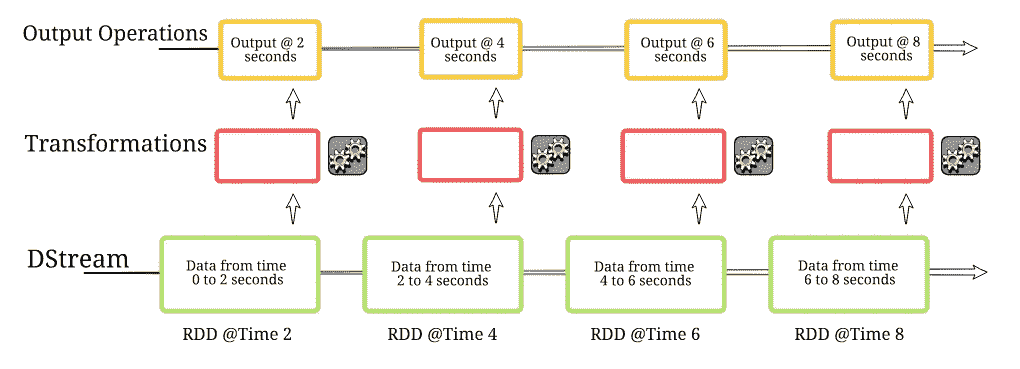 Output Operations
Output @ 2
seconds
Output @ 4
seconds
Output @ 6
seconds
Output @ 8
seconds
Transformations
DStream
Data from time
0 to 2 seconds
Data from time
2 to 4 seconds
Data from time
4 to 6 seconds
Data from time
6 to 8 seconds
RDD @Time 2
RDD @Time 4
RDD @Time 6
RDD @Time 8